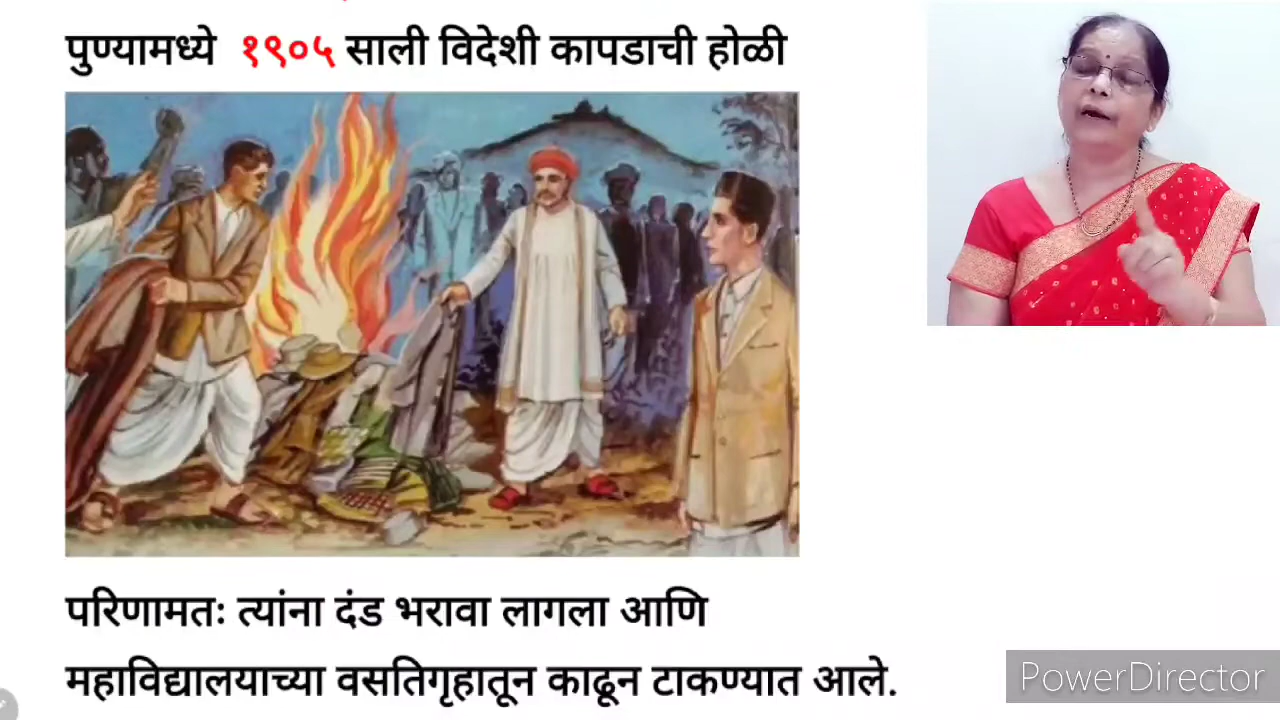 पुण्यामध्ये १९०५ साली विदेशी कापडाची होळी
परिणामतः त्यांना दंड भरावा लागला आणि
महाविद्यालयाच्या वसतिगृहातून काढून टाकण्यात आले.
PowerDirector